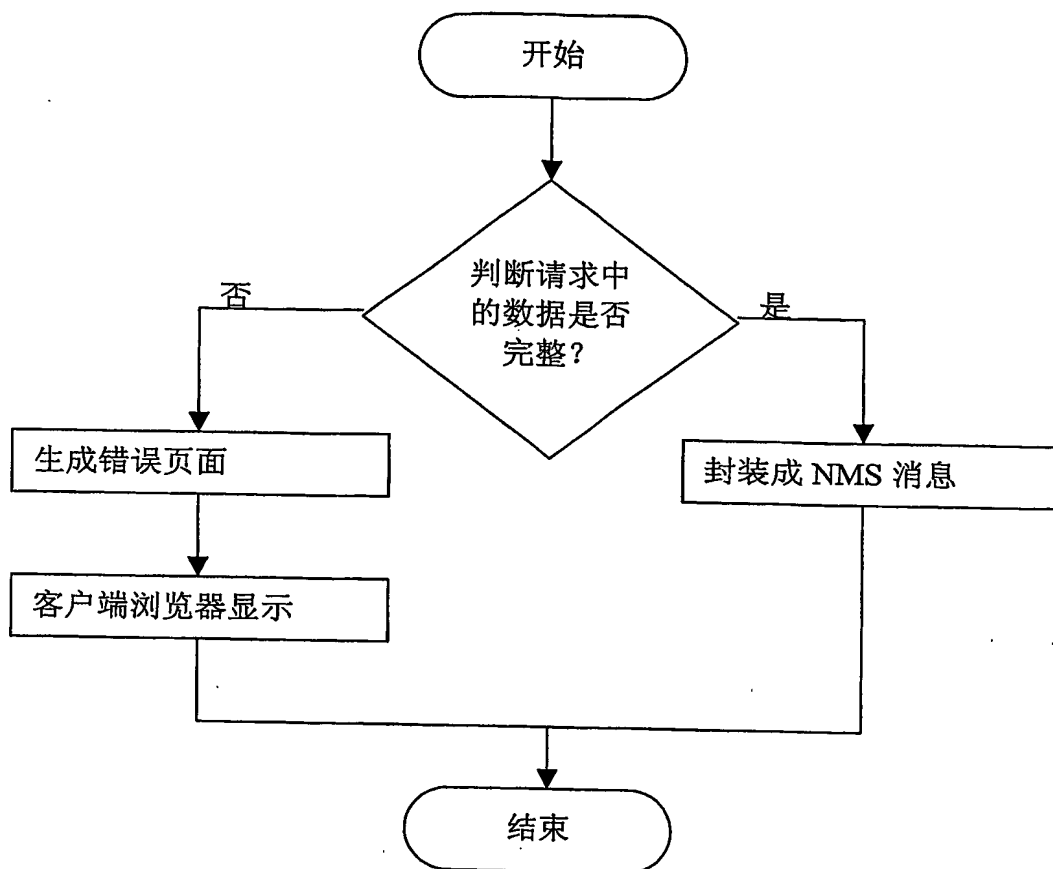 开始
判断请求中
的数据是否
完整?
否
是
生成错误页面
封装成 NMS 消息
客户端浏览器显示
结束